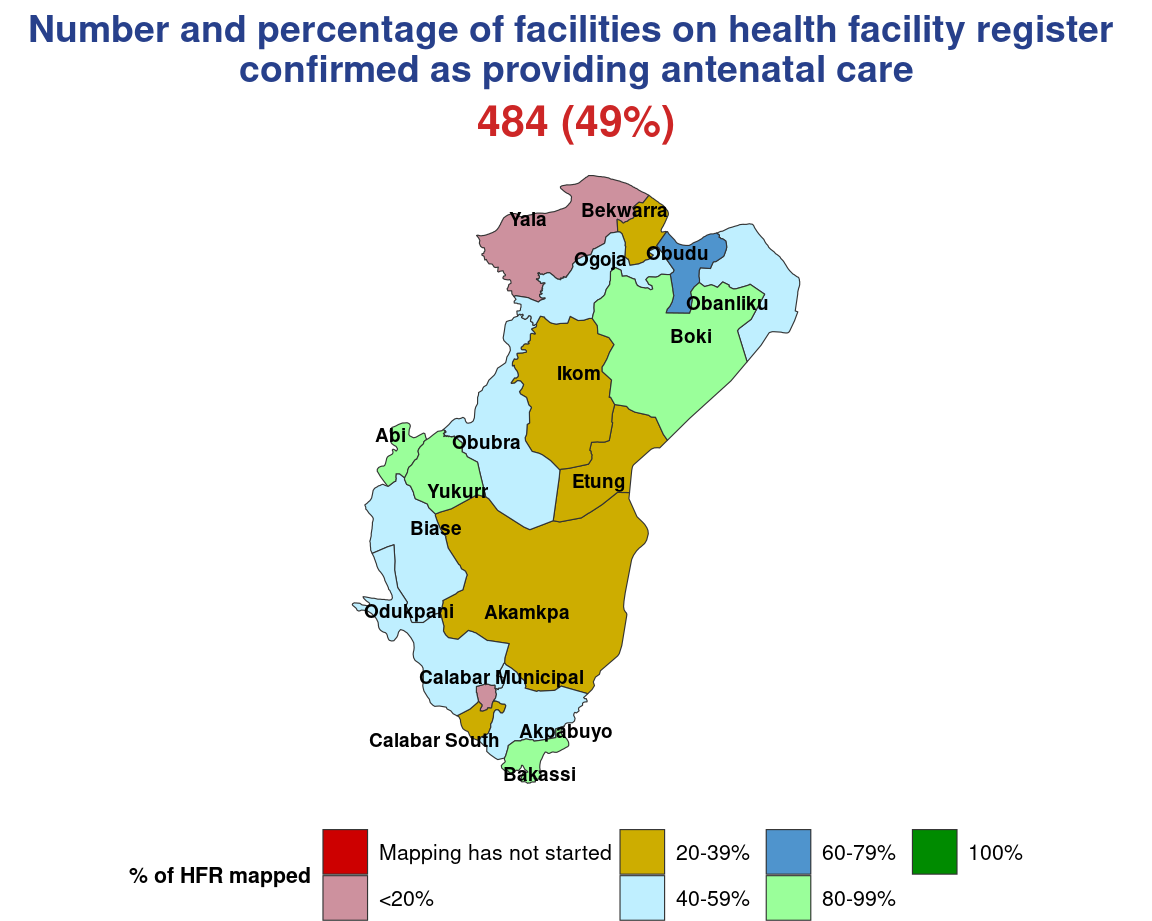 Number and percentage of facilities on health facility register
confirmed as providing antenatal care
484 (49%)
Bekwarra
Yala
Obudu
Ogoja
Obanliku
Boki
Ikom
Abi
Obubra
Etung
Yukurr
Biase
Odukpani
Akamkpa
Calabar Municipal
Akpabuyo
Calabar South
Bakassi
% of HFR mapped
Mapping has not started
<20%
20-39%
40-59%
60-79%
80-99%
100%